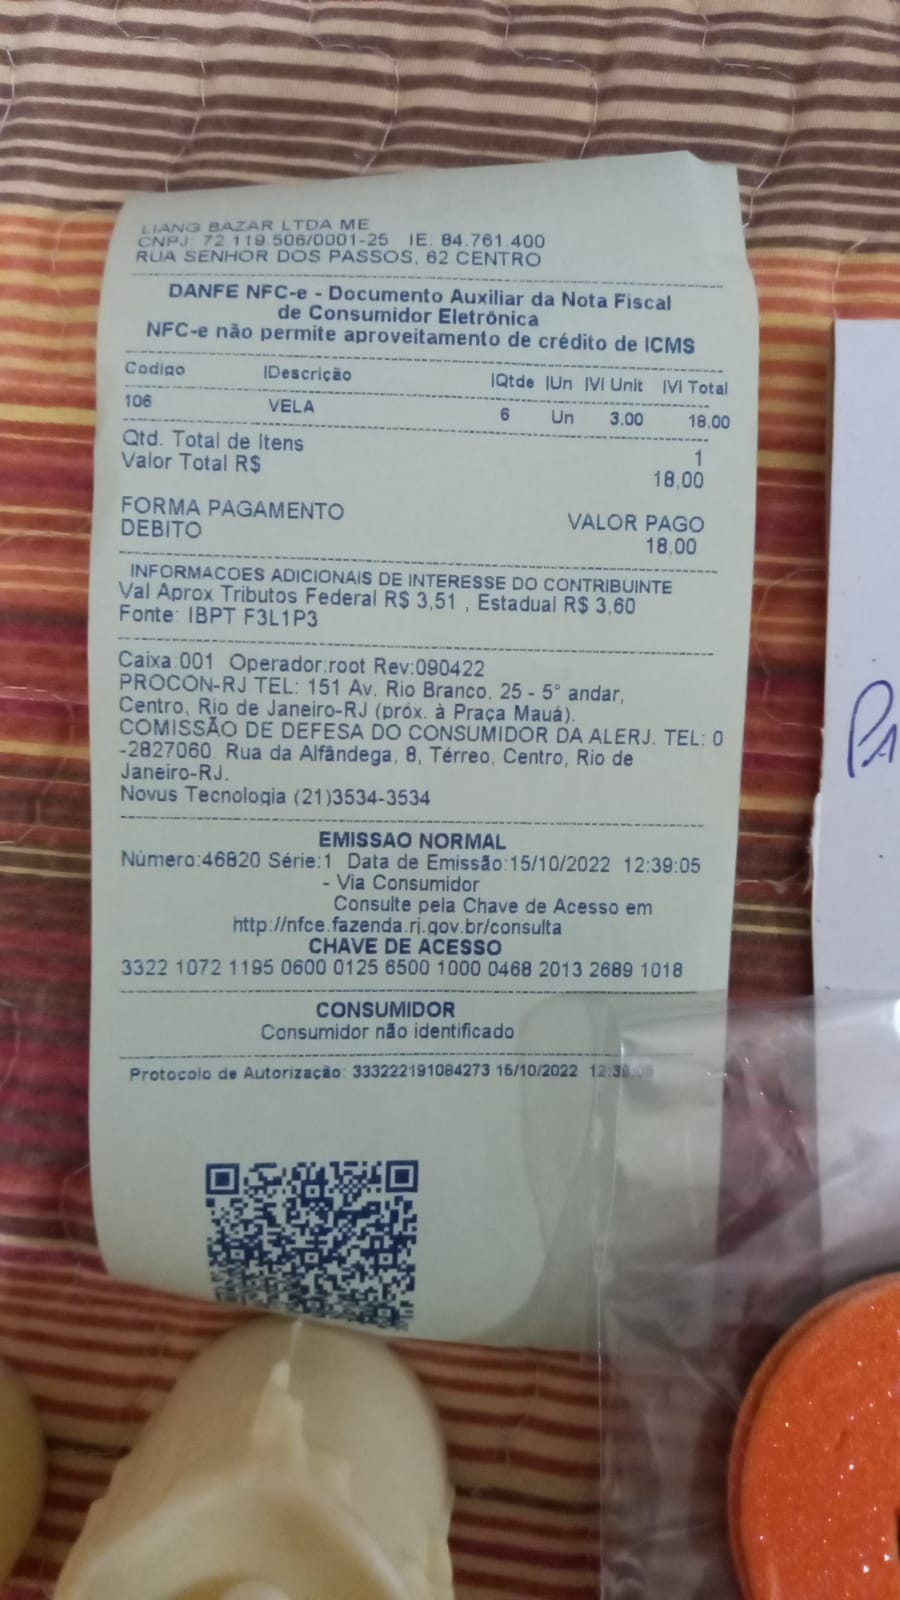 LIANG BAZAR LTDA ME
CNPJ: 72.119.506/0001-25 IE. 84.761.400
RUA SENHOR DOS PASSOS, 62 CENTRO
DANFE NFC-e - Documento Auxiliar da Nota Fiscal
de Consumidor Eletrônica
NFC-e não permite aproveitamento de crédito de ICMS
Codigo |Descrição |Qtde |Un |Vl Unit |Vl Total
106 VELA 6 Un 3.00 18,00
Qtd. Total de Itens 1
Valor Total R$ 18,00
FORMA PAGAMENTO VALOR PAGO
DEBITO 18.00
INFORMACOES ADICIONAIS DE INTERESSE DO CONTRIBUINTE
Val Aprox Tributos Federal R$ 3,51 , Estadual R$ 3,60
Fonte: IBPT F3L1P3
Caixa:001 Operador:root Rev:090422
PROCON-RJ TEL: 151 Av. Rio Branco, 25 - 5° andar,
Centro, Rio de Janeiro-RJ (próx. à Praça Mauá).
COMISSÃO DE DEFESA DO CONSUMIDOR DA ALERJ. TEL: 0
-2827060. Rua da Alfândega, 8, Térreo, Centro, Rio de
Janeiro-RJ.
Novus Tecnologia (21)3534-3534
EMISSAO NORMAL
Número:46820 Série:1 Data de Emissão:15/10/2022 12:39:05
- Via Consumidor
Consulte pela Chave de Acesso em
http://nfce.fazenda.rj.gov.br/consulta
CHAVE DE ACESSO
3322 1072 1195 0600 0125 6500 1000 0468 2013 2689 1018
CONSUMIDOR
Consumidor não identificado
Protocolo de Autorização: 333222191084273 15/10/2022 12:39:06